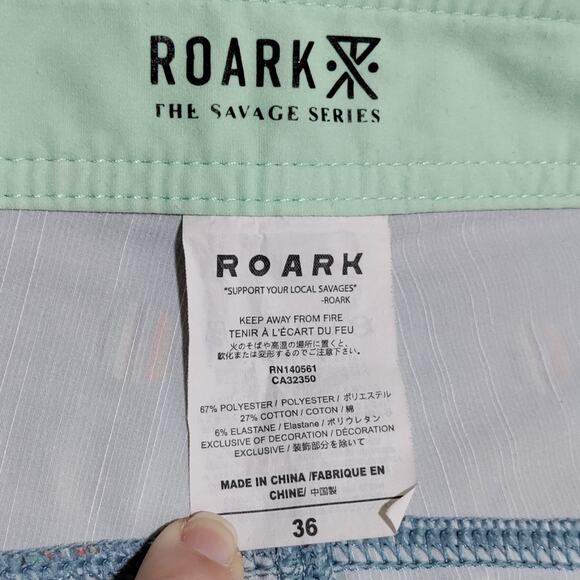 ROARK
THE SAVAGE SERIES
ROARK
"SUPPORT YOUR LOCAL SAVAGES"
-ROARK
KEEP AWAY FROM FIRE
TENIR À L'ÉCART DU FEU
火のそばや高温の場所に置くと、
軟化または変形するのでご注意下さい。
RN140561
CA32350
67% POLYESTER / POLYESTER / ポリエステル
27% COTTON / COTON / 綿
6% ELASTANE / Elastane / ポリウレタン
EXCLUSIVE OF DECORATION / DÉCORATION
EXCLUSIVE / 装飾部分を除いて
MADE IN CHINA /FABRIQUE EN
CHINE/ 中国製
36